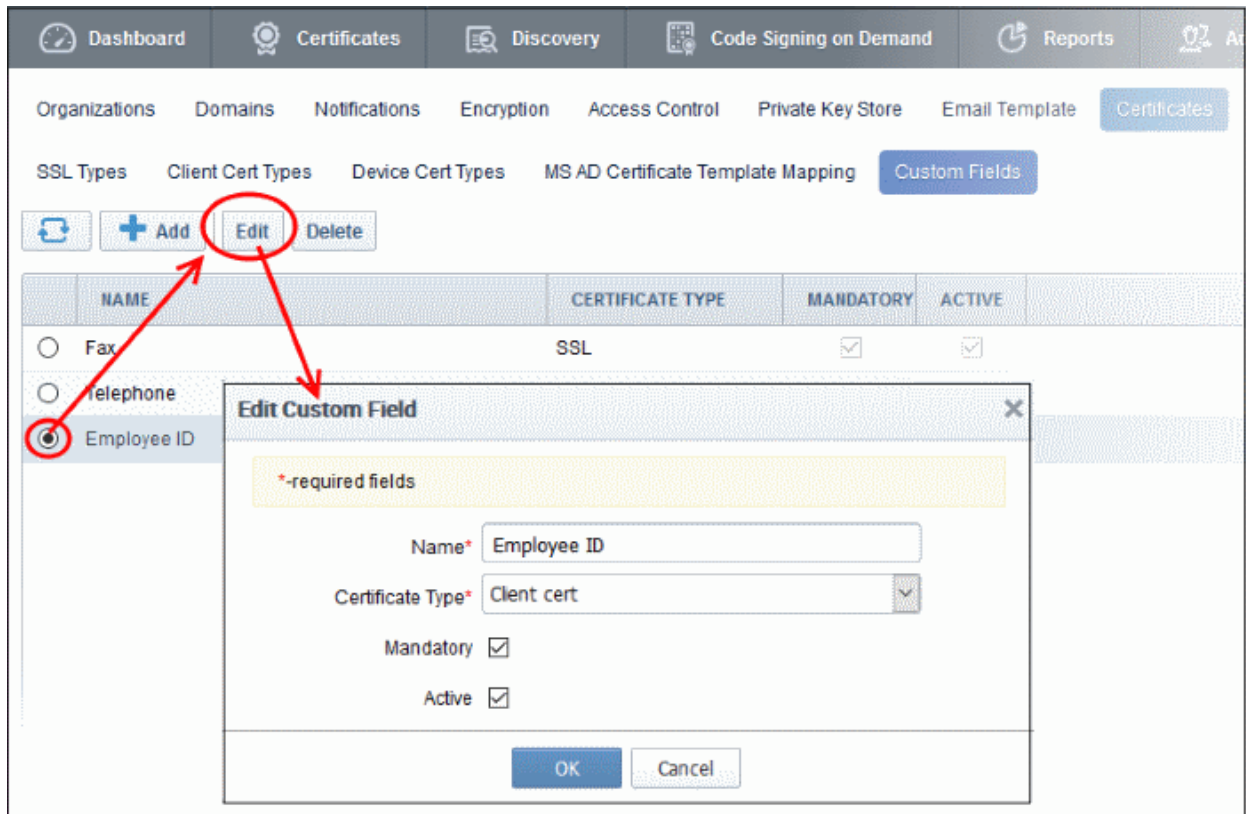 Dashboard Certificates Discovery Code Signing on Demand Reports
Organizations Domains Notifications Encryption Access Control Private Key Store Email Template Certificates
SSL Types Client Cert Types Device Cert Types MS AD Certificate Template Mapping Custom Fields
Add Edit Delete
NAME CERTIFICATE TYPE MANDATORY ACTIVE
Fax SSL
Telephone
Edit Custom Field
Employee ID
*-required fields
Name* Employee ID
Certificate Type* Client cert
Mandatory
Active
OK Cancel